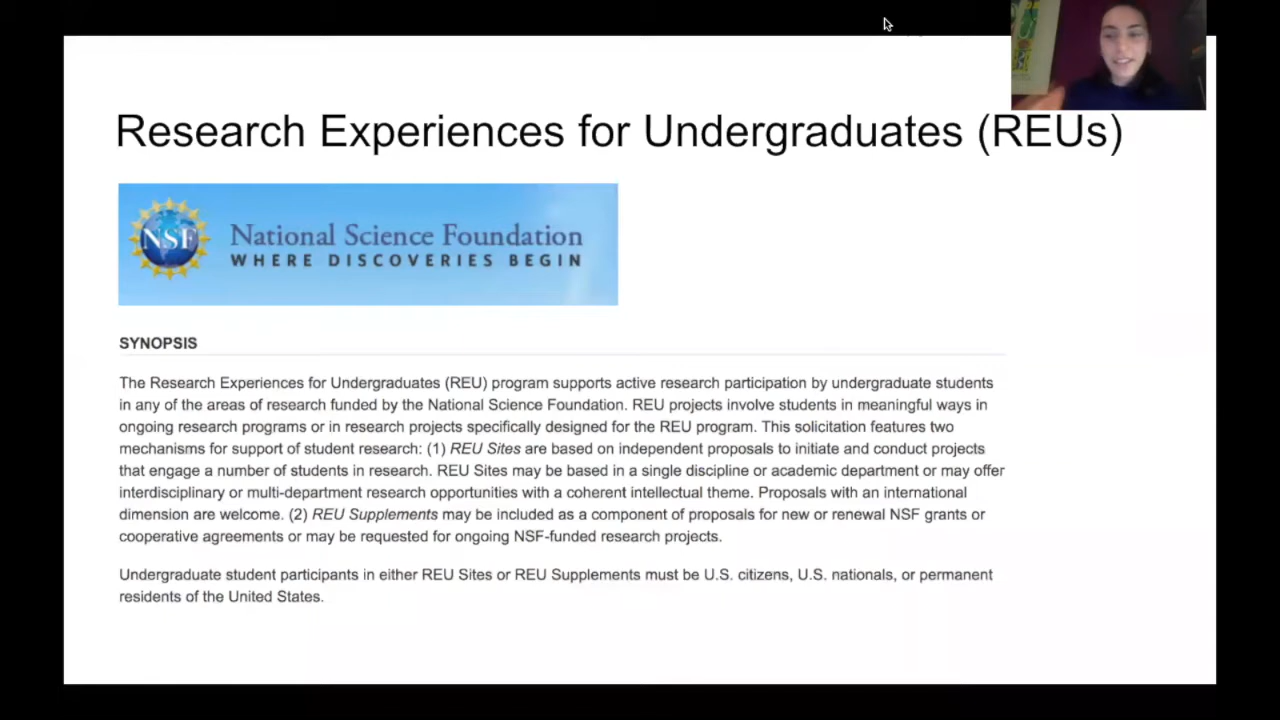 Research Experiences for Undergraduates (REUs)
NSF
National Science Foundation
WHERE DISCOVERIES BEGIN
SYNOPSIS
The Research Experiences for Undergraduates (REU) program supports active research participation by undergraduate students
in any of the areas of research funded by the National Science Foundation. REU projects involve students in meaningful ways in
ongoing research programs or in research projects specifically designed for the REU program. This solicitation features two
mechanisms for support of student research: (1) REU Sites are based on independent proposals to initiate and conduct projects
that engage a number of students in research. REU Sites may be based in a single discipline or academic department or may offer
interdisciplinary or multi-department research opportunities with a coherent intellectual theme. Proposals with an international
dimension are welcome. (2) REU Supplements may be included as a component of proposals for new or renewal NSF grants or
cooperative agreements or may be requested for ongoing NSF-funded research projects.
Undergraduate student participants in either REU Sites or REU Supplements must be U.S. citizens, U.S. nationals, or permanent
residents of the United States.